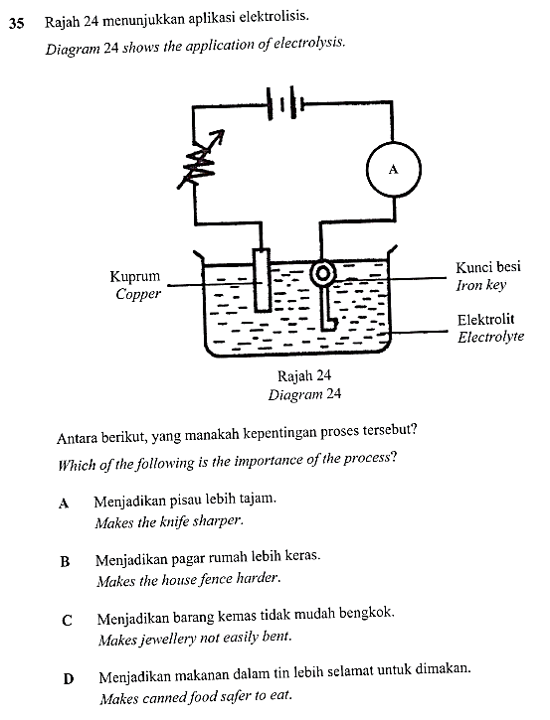 35 Rajah 24 menunjukkan aplikasi elektrolisis.
Diagram 24 shows the application of electrolysis.
A
Kuprum
Copper
Kunci besi
Iron key
Elektrolit
Electrolyte
Rajah 24
Diagram 24
Antara berikut, yang manakah kepentingan proses tersebut?
Which of the following is the importance of the process?
A Menjadikan pisau lebih tajam.
Makes the knife sharper.
B Menjadikan pagar rumah lebih keras.
Makes the house fence harder.
C Menjadikan barang kemas tidak mudah bengkok.
Makes jewellery not easily bent.
D Menjadikan makanan dalam tin lebih selamat untuk dimakan.
Makes canned food safer to eat.